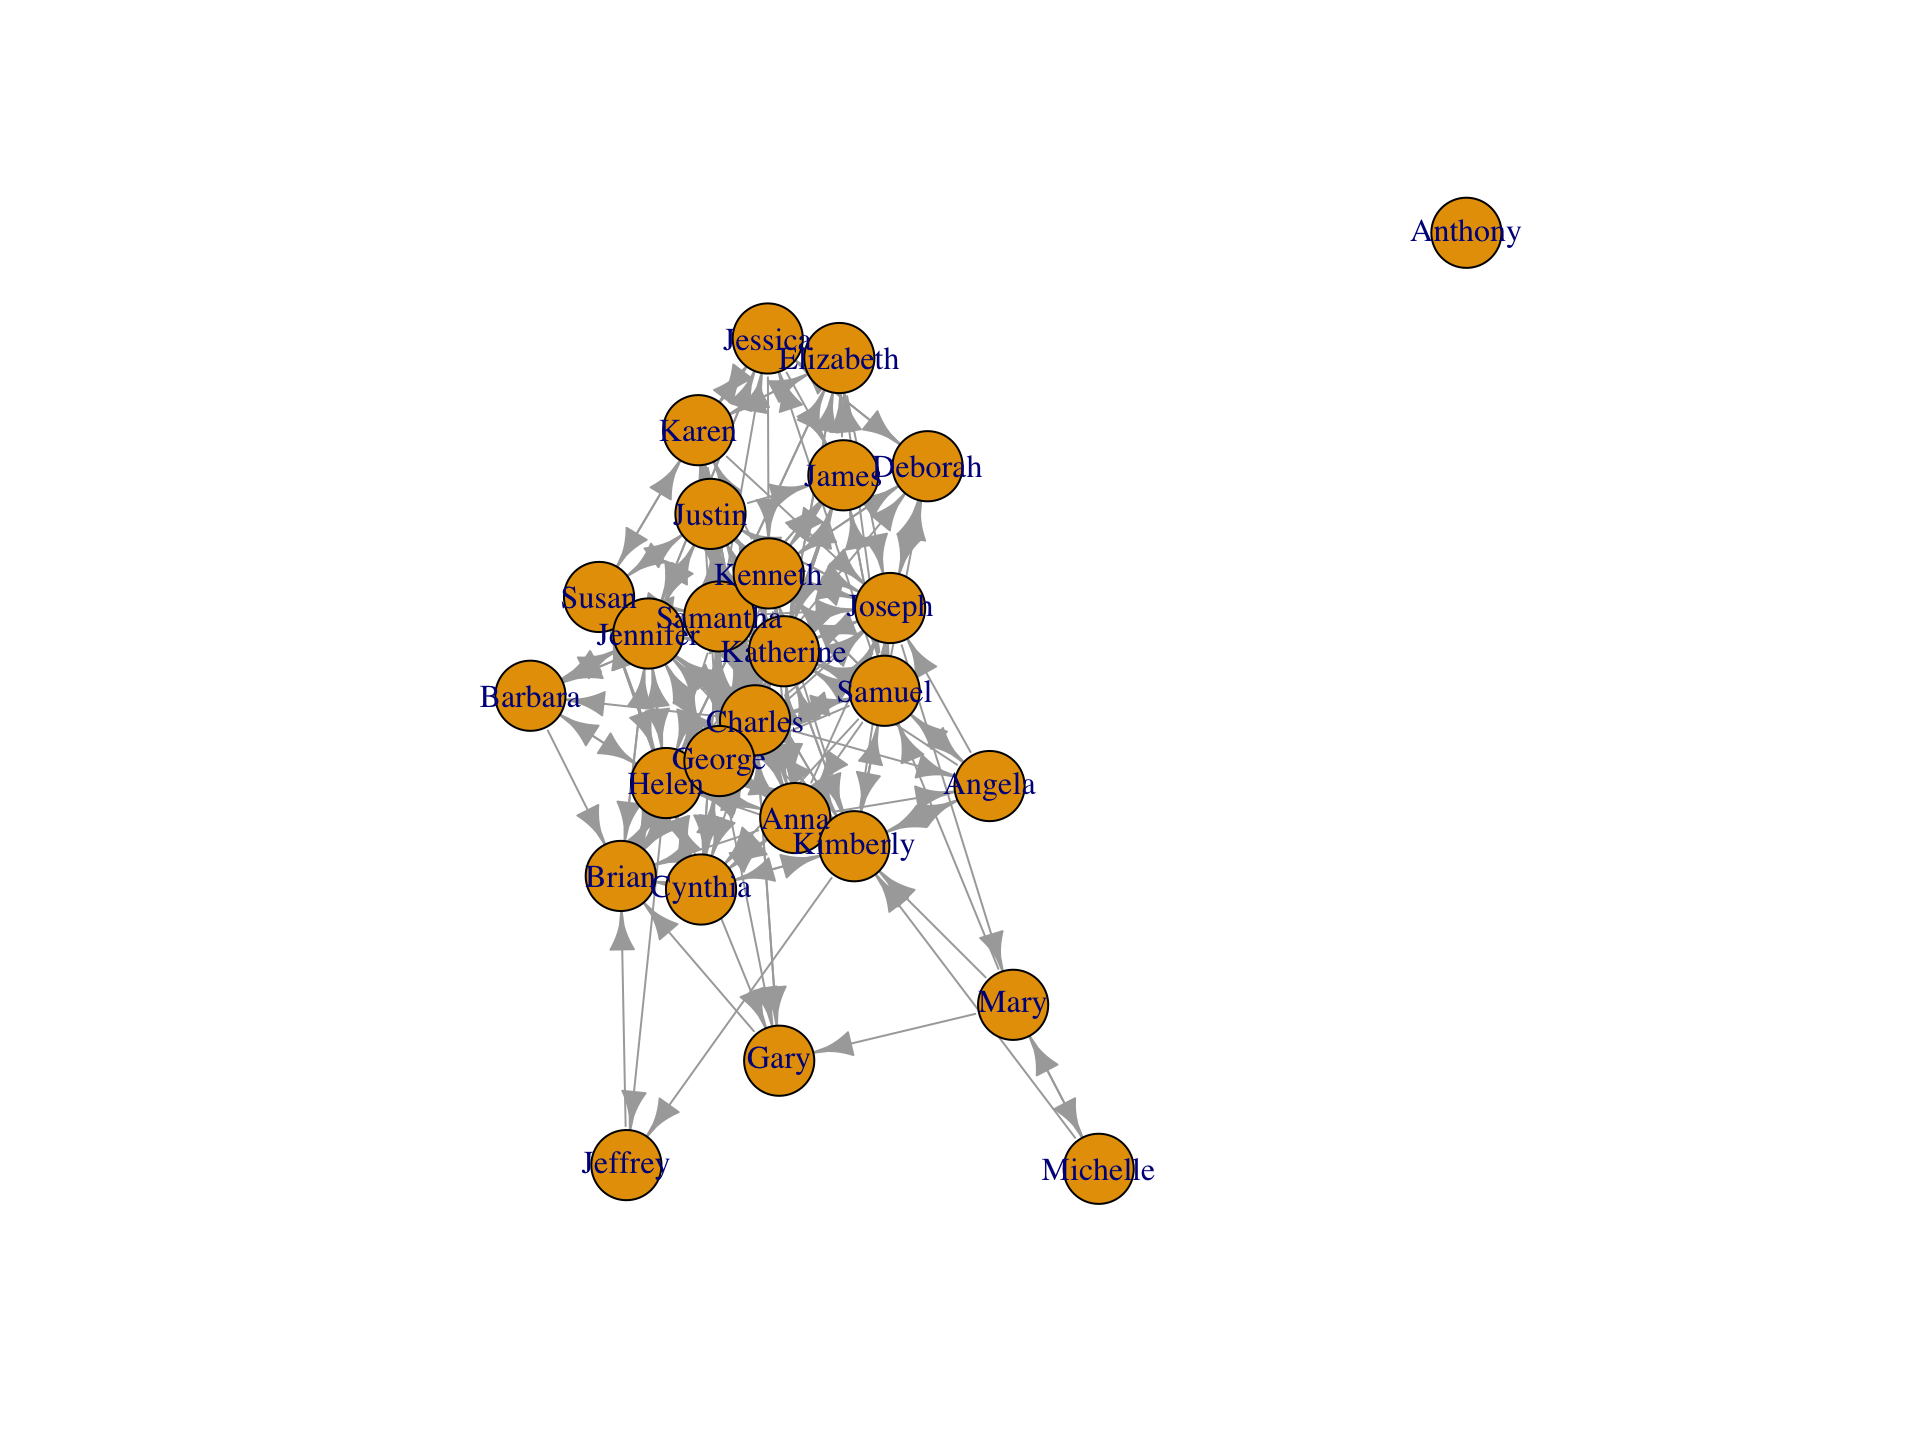 Anthony
Jessica
Elizabeth
Karen
Deborah
James
Justin
Kenneth
Susan
Joseph
Samantha
Jennifer
Katherine
Barbara
Samuel
Charles
George
Helen
Angela
Anna
Kimberly
Brian
Cynthia
Mary
Gary
Jeffrey
Michelle